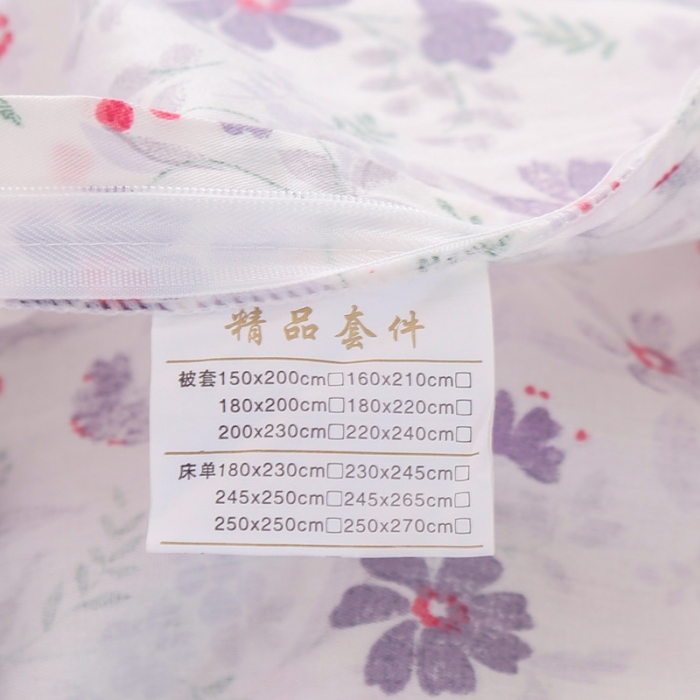 精品套件
被套150x200cm□160x210cm□
180x200cm□180x220cm□
200x230cm□220x240cm□
床单180x230cm□230x245cm□
245x250cm□245x265cm□
250x250cm□250x270cm□